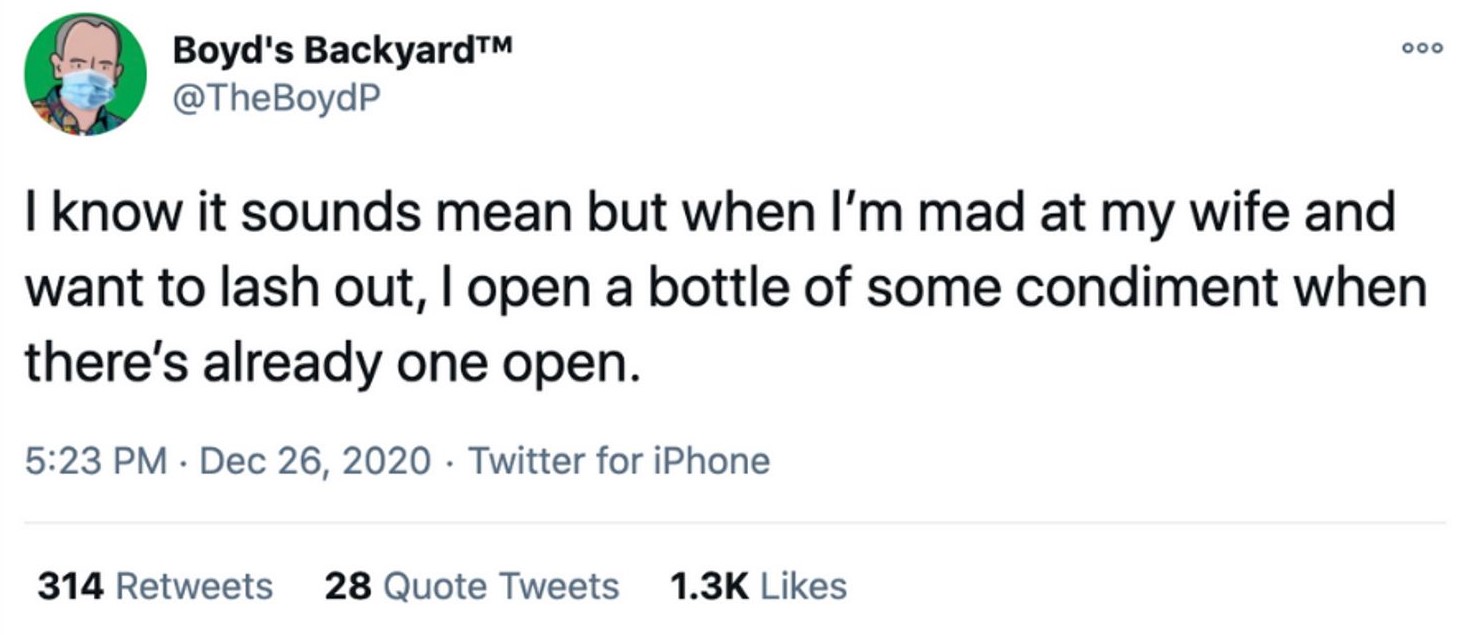 Boyd's Backyard™
@TheBoydP
I know it sounds mean but when I’m mad at my wife and
want to lash out, I open a bottle of some condiment when
there’s already one open.
5:23 PM · Dec 26, 2020 · Twitter for iPhone
314 Retweets 28 Quote Tweets 1.3K Likes